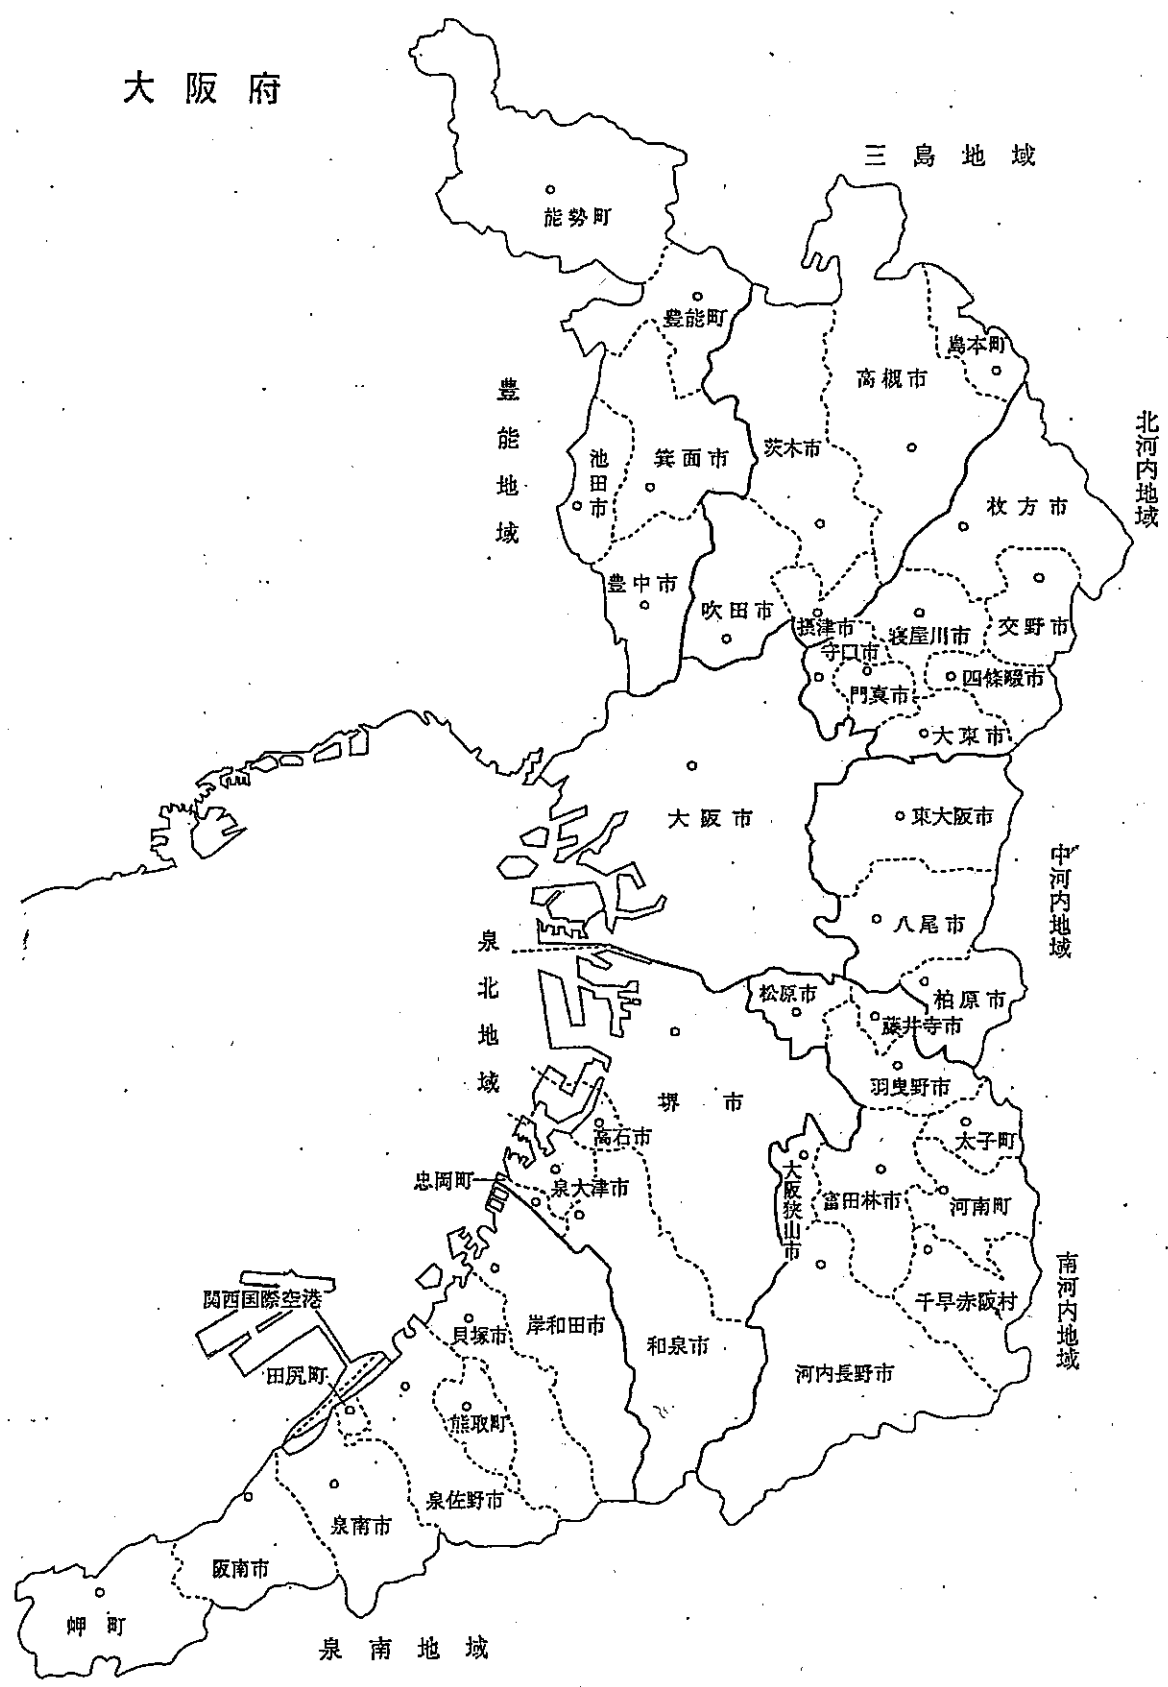 大阪府
三島地域
能勢町
豊能町
島本町
高槻市
豊能地域
北河内地域
池田市
箕面市
茨木市
枚方市
豊中市
吹田市
摂津市
寝屋川市
交野市
守口市
門真市
四條畷市
大東市
大阪市
東大阪市
中河内地域
八尾市
泉北地域
松原市
柏原市
藤井寺市
羽曳野市
堺市
高石市
太子町
忠岡町
泉大津市
大阪狭山市
富田林市
河南町
南河内地域
関西国際空港
千早赤阪村
岸和田市
貝塚市
和泉市
田尻町
河内長野市
熊取町
泉佐野市
泉南市
阪南市
岬町
泉南地域